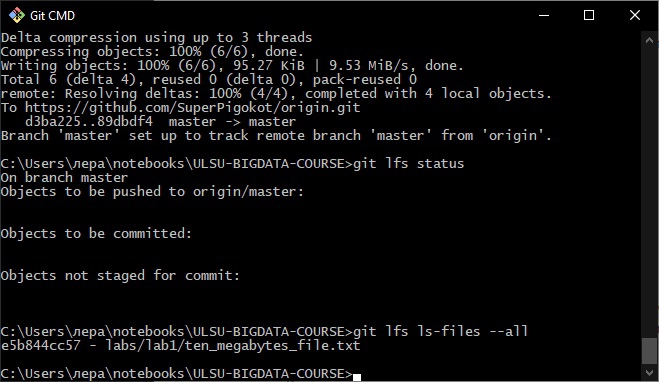 Git CMD
Delta compression using up to 3 threads
Compressing objects: 100% (6/6), done.
Writing objects: 100% (6/6), 95.27 KiB | 9.53 MiB/s, done.
Total 6 (delta 4), reused 0 (delta 0), pack-reused 0
remote: Resolving deltas: 100% (4/4), completed with 4 local objects.
To https://github.com/SuperPigokot/origin.git
   d3ba225..89dbdf4  master -> master
Branch 'master' set up to track remote branch 'master' from 'origin'.
C:\Users\nepa\notebooks\ULSU-BIGDATA-COURSE>git lfs status
On branch master
Objects to be pushed to origin/master:
Objects to be committed:
Objects not staged for commit:
C:\Users\nepa\notebooks\ULSU-BIGDATA-COURSE>git lfs ls-files --all
e5b844cc57 - labs/lab1/ten_megabytes_file.txt
C:\Users\nepa\notebooks\ULSU-BIGDATA-COURSE>